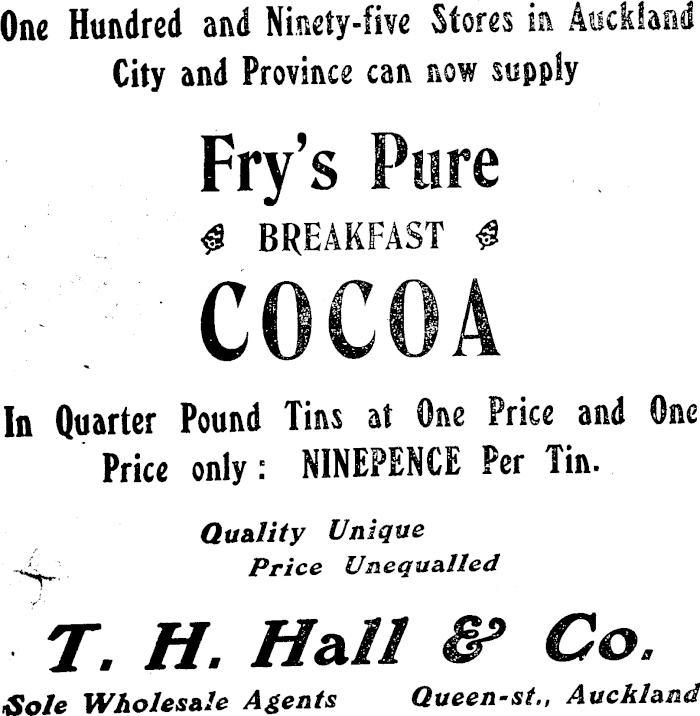 One Hundred and Ninety-five Stores in Auckland
City and Province can now supply
Fry's Pure
BREAKFAST
COCOA
In Quarter Pound Tins at One Price and One
Price only: NINEPENCE Per Tin.
Quality Unique
Price Unequalled
T. H. Hall & Co.
Sole Wholesale Agents Queen-st., Auckland